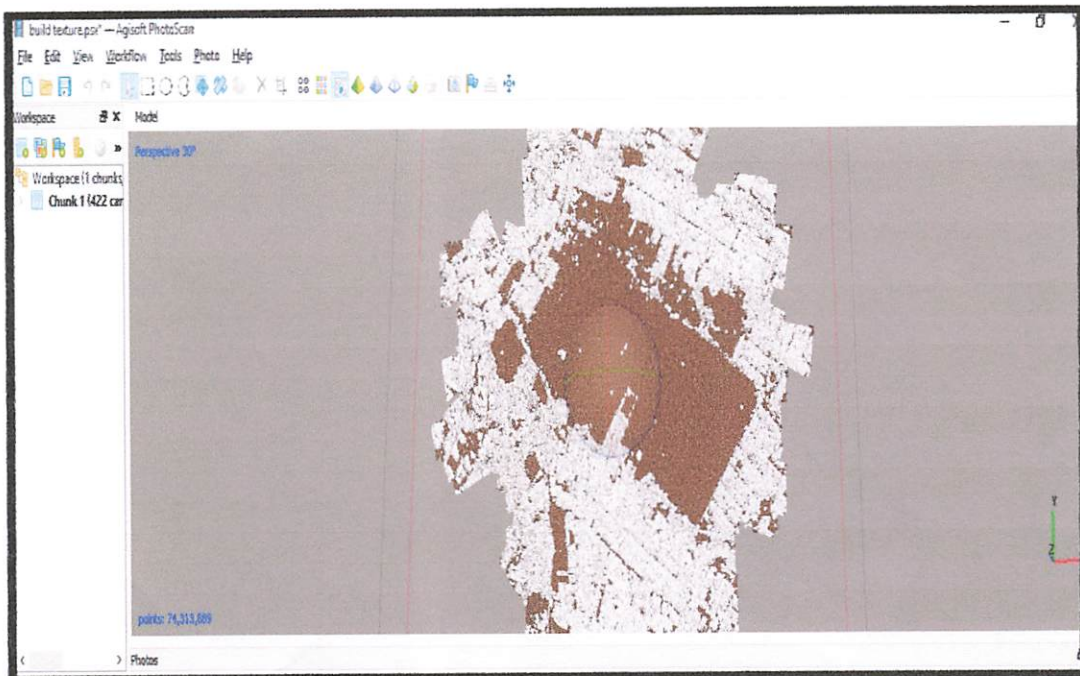 build texture.psx* — Agisoft PhotoScan
File Edit View Workflow Tools Photo Help
Workspace
Model
Perspective 30°
Workspace (1 chunks,
Chunk 1 (422 car
Y
Z
points: 74,313,889
Photos